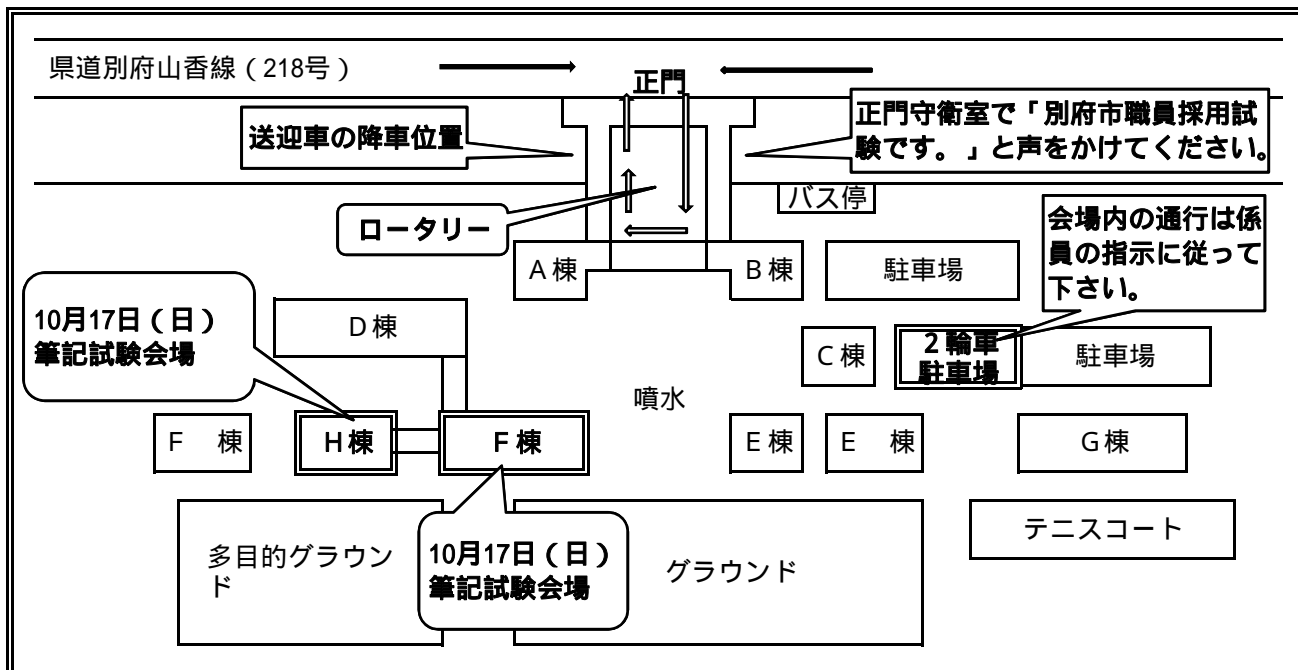 県道別府山香線（218号）
正門
送迎車の降車位置
正門守衛室で「別府市職員採用試
験です。」と声をかけてください。
バス停
ロータリー
会場内の通行は係
員の指示に従って
下さい。
A棟
B棟
駐車場
10月17日（日）
筆記試験会場
D棟
C棟
2輪車
駐車場
駐車場
噴水
F　棟
H棟
F棟
E棟
E　棟
G棟
多目的グラウン
ド
10月17日（日）
筆記試験会場
グラウンド
テニスコート